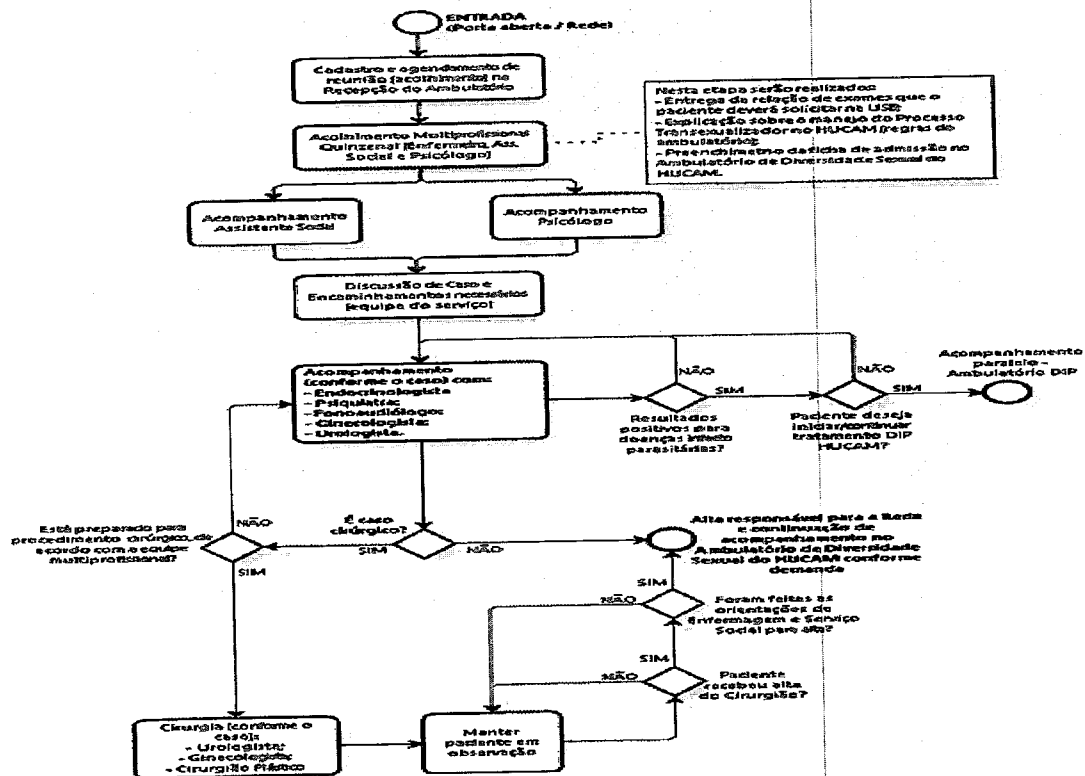 ENTRADA
(Porta aberta / Rede)
Cadastro e agendamento de
reunião (acolhimento) na
Recepção do Ambulatório
Acolhimento Multiprofissional
Quinzenal (Enfermeira, Ass.
Social e Psicólogo)
Nesta etapa serão realizados:
- Entrega da relação de exames que o
paciente deverá solicitar na USB;
- Explicação sobre o manejo do Processo
Transexualizador no HUCAM (regras do
ambulatório);
- Preenchimetno da ficha de admissão no
Ambulatório de Diversidade Sexual do
HUCAM.
Acompanhamento
Assistente Social
Acompanhamento
Psicólogo
Discussão de Caso e
Encaminhamentos necessários
(equipe do serviço)
Acompanhamento
(conforme o caso) com:
- Endocrinologista
- Psiquiatra;
- Fonoaudiólogo;
- Ginecologista;
- Urologista.
NÃO
SIM
Resultados
positivos para
doenças infecto
parasitárias?
NÃO
SIM
Paciente deseja
iniciar/continuar
tratamento DIP
HUCAM?
Acompanhamento
paralelo -
Ambulatório DIP
Está preparado para
procedimento cirúrgico, de
acordo com a equipe
multiprofissional?
NÃO
SIM
É caso
cirúrgico?
SIM
NÃO
Alta responsável para a Rede
e continuação de
acompanhamento no
Ambulatório de Diversidade
Sexual do HUCAM conforme
demanda
SIM
NÃO
Foram feitas as
orientações de
Enfermagem e Serviço
Social para alta?
SIM
NÃO
Paciente
recebeu alta
do Cirurgião?
Cirurgia (conforme o
caso):
- Urologista;
- Ginecologista;
- Cirurgião Plástico
Manter
paciente em
observação